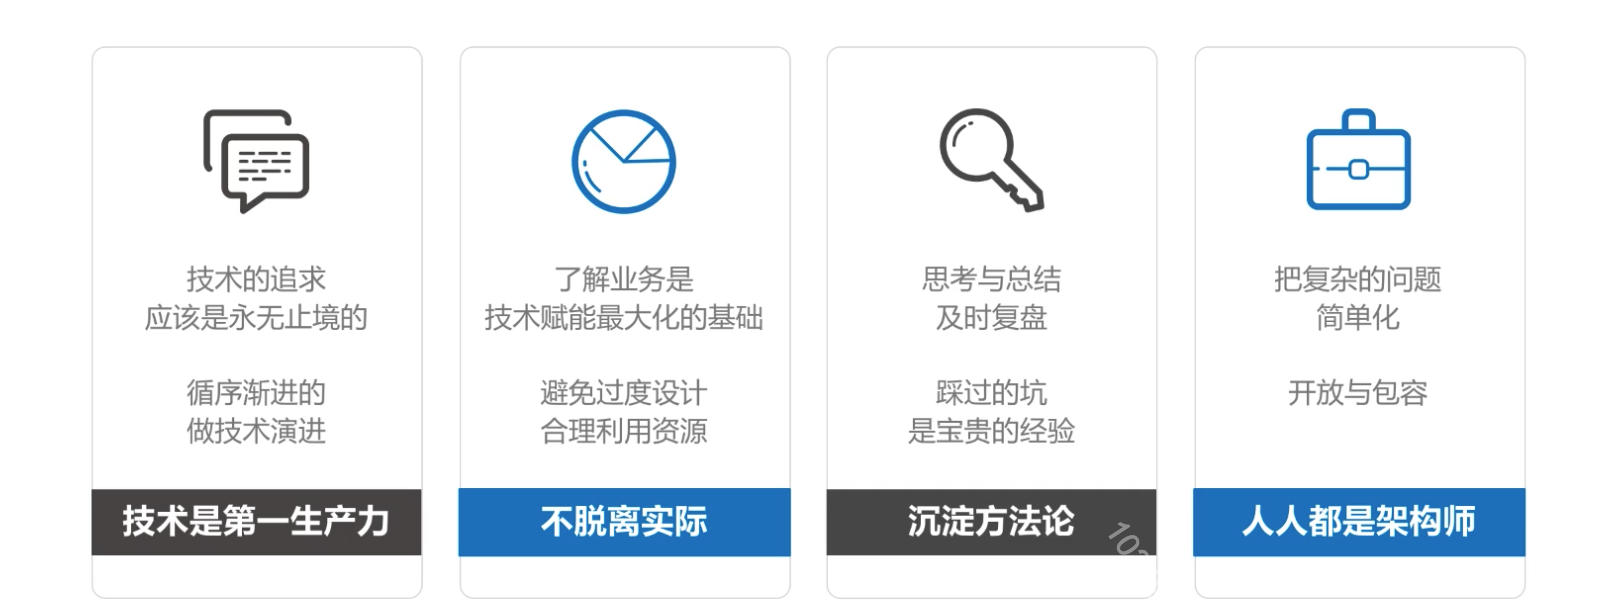 技术的追求
应该是永无止境的
循序渐进的
做技术演进
技术是第一生产力
了解业务是
技术赋能最大化的基础
避免过度设计
合理利用资源
不脱离实际
思考与总结
及时复盘
踩过的坑
是宝贵的经验
沉淀方法论
把复杂的问题
简单化
开放与包容
人人都是架构师